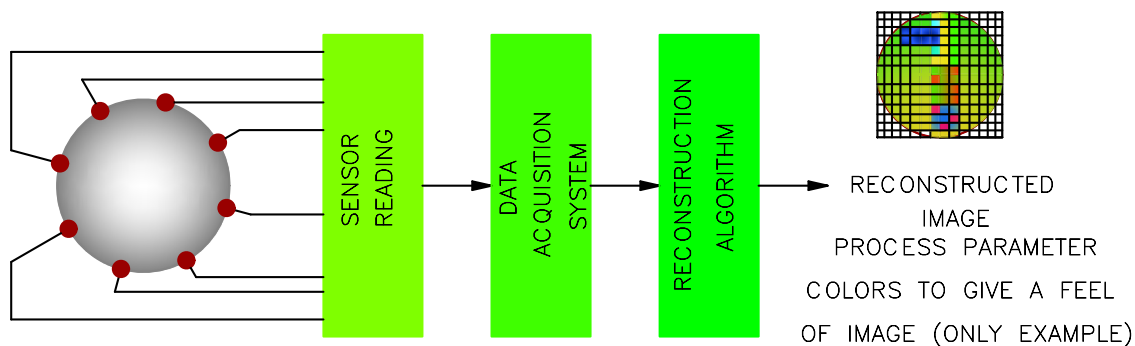 SENSOR
READING
DATA
ACQUISITION
SYSTEM
RECONSTRUCTION
ALGORITHM
RECONSTRUCTED
IMAGE
PROCESS PARAMETER
COLORS TO GIVE A FEEL
OF IMAGE (ONLY EXAMPLE)